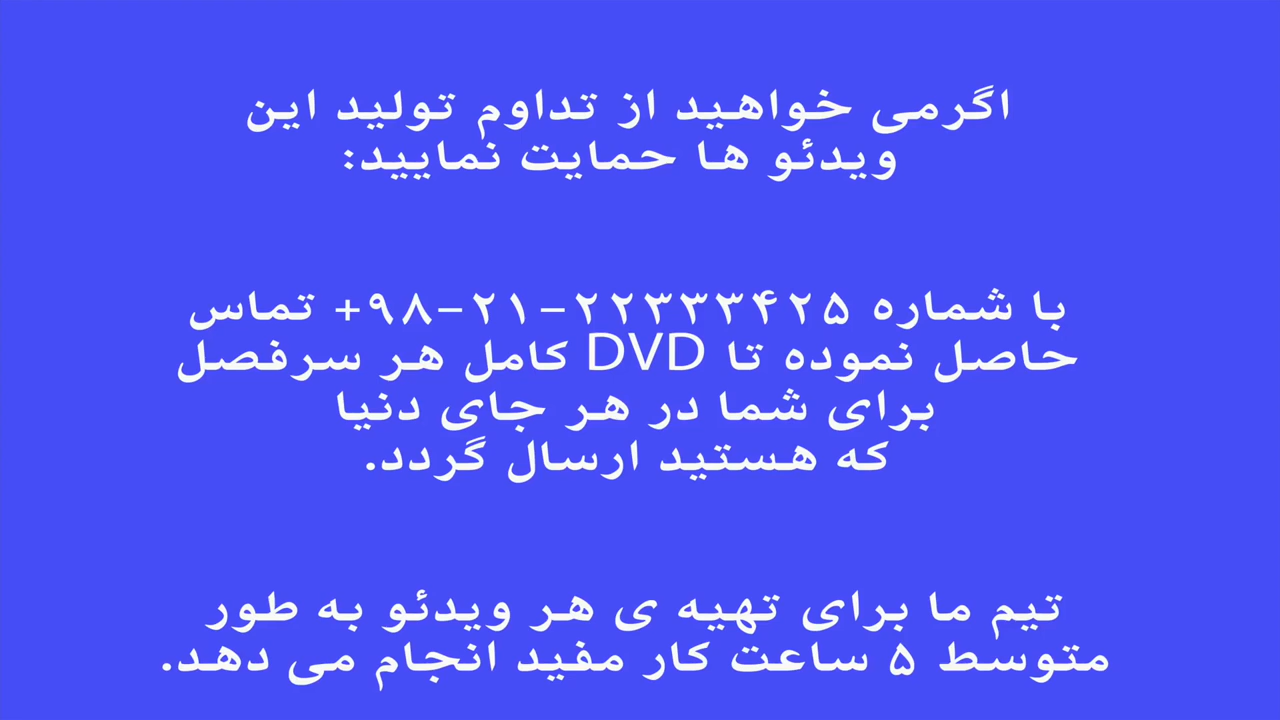 اگرمی خواهید از تداوم تولید این
ویدئو ها حمایت نمایید:
با شماره ۲۲۳۳۳۴۲۵-۲۱-۹۸+ تماس
حاصل نموده تا DVD کامل هر سرفصل
برای شما در هر جای دنیا
که هستید ارسال گردد.
تیم ما برای تهیه ی هر ویدئو به طور
متوسط ۵ ساعت کار مفید انجام می دهد.